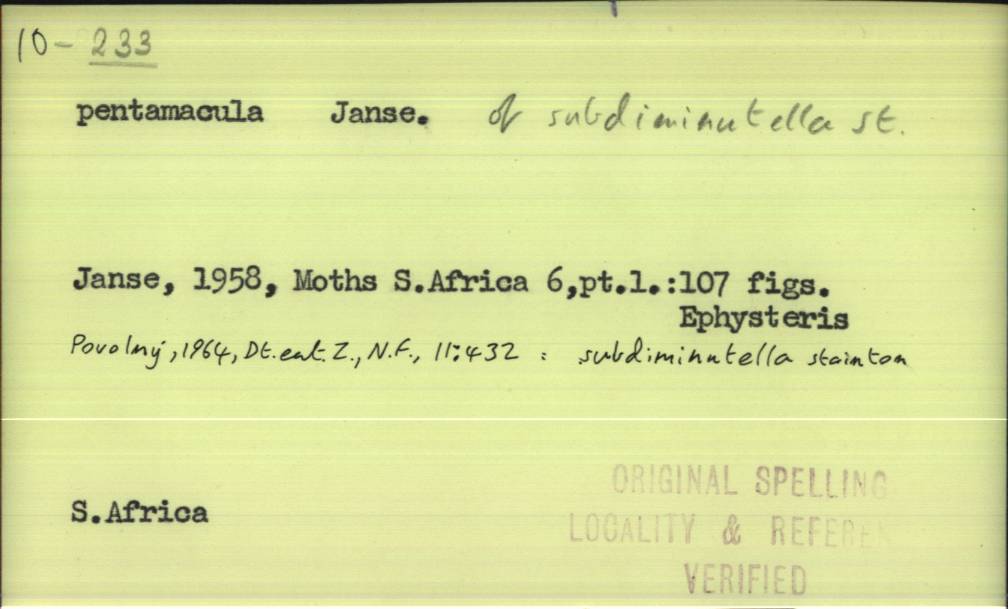 10- 233
pentamacula Janse. of subdiminutella St.
Janse, 1958, Moths S.Africa 6,pt.1.:107 figs.
Ephysteris
Povolný, 1964, Dt. ent. Z., N.F., 11:432 : subdiminutella Stainton
S.Africa
ORIGINAL SPELLING
LOCALITY & REFEREN
VERIFIED